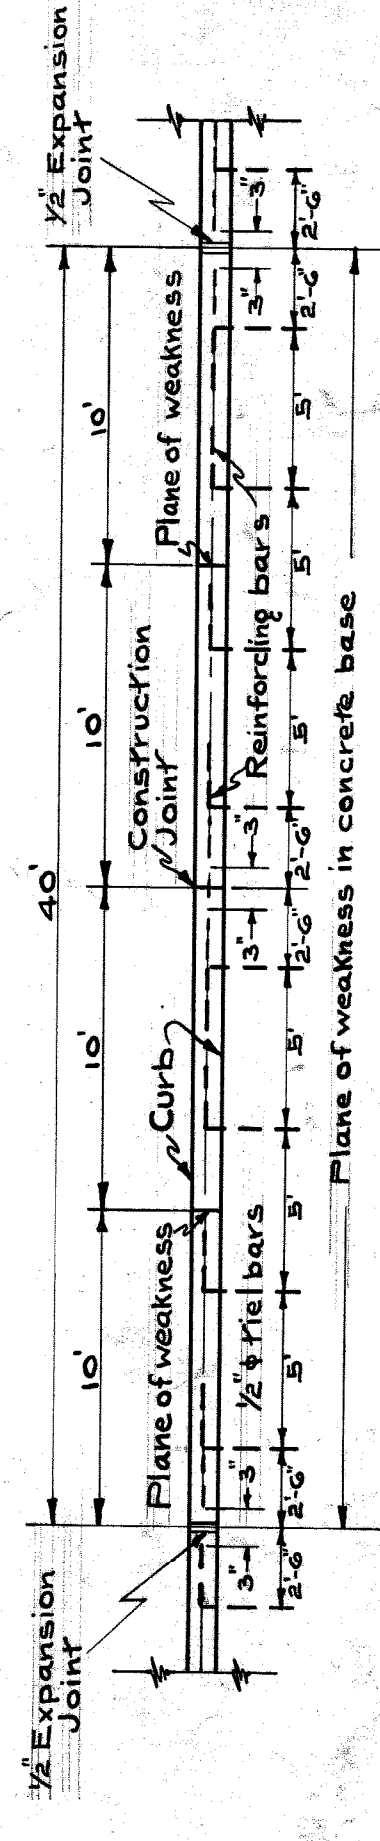 ½" Expansion
Joint
½" Expansion
Joint
40'
10' 10' 10' 10'
Plane of weakness
Curb
Construction
Joint
Plane of weakness
3" 3" ½" φ tie bars 3" 3" Reinforcing bars 3" 3"
2'-6" 2'-6" 5' 5' 5' 2'-6" 2'-6" 5' 5' 5' 2'-6" 2'-6"
Plane of weakness in concrete base